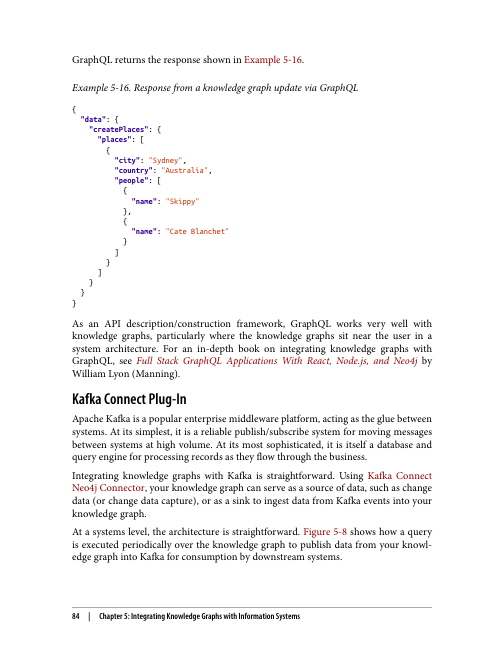 GraphQL returns the response shown in Example 5-16.
Example 5-16. Response from a knowledge graph update via GraphQL
{
  "data": {
    "createPlaces": {
      "places": [
        {
          "city": "Sydney",
          "country": "Australia",
          "people": [
            {
              "name": "Skippy"
            },
            {
              "name": "Cate Blanchet"
            }
          ]
        }
      ]
    }
  }
}
As an API description/construction framework, GraphQL works very well with
knowledge graphs, particularly where the knowledge graphs sit near the user in a
system architecture. For an in-depth book on integrating knowledge graphs with
GraphQL, see Full Stack GraphQL Applications With React, Node.js, and Neo4j by
William Lyon (Manning).
Kafka Connect Plug-In
Apache Kafka is a popular enterprise middleware platform, acting as the glue between
systems. At its simplest, it is a reliable publish/subscribe system for moving messages
between systems at high volume. At its most sophisticated, it is itself a database and
query engine for processing records as they flow through the business.
Integrating knowledge graphs with Kafka is straightforward. Using Kafka Connect
Neo4j Connector, your knowledge graph can serve as a source of data, such as change
data (or change data capture), or as a sink to ingest data from Kafka events into your
knowledge graph.
At a systems level, the architecture is straightforward. Figure 5-8 shows how a query
is executed periodically over the knowledge graph to publish data from your knowl-
edge graph into Kafka for consumption by downstream systems.
84 | Chapter 5: Integrating Knowledge Graphs with Information Systems